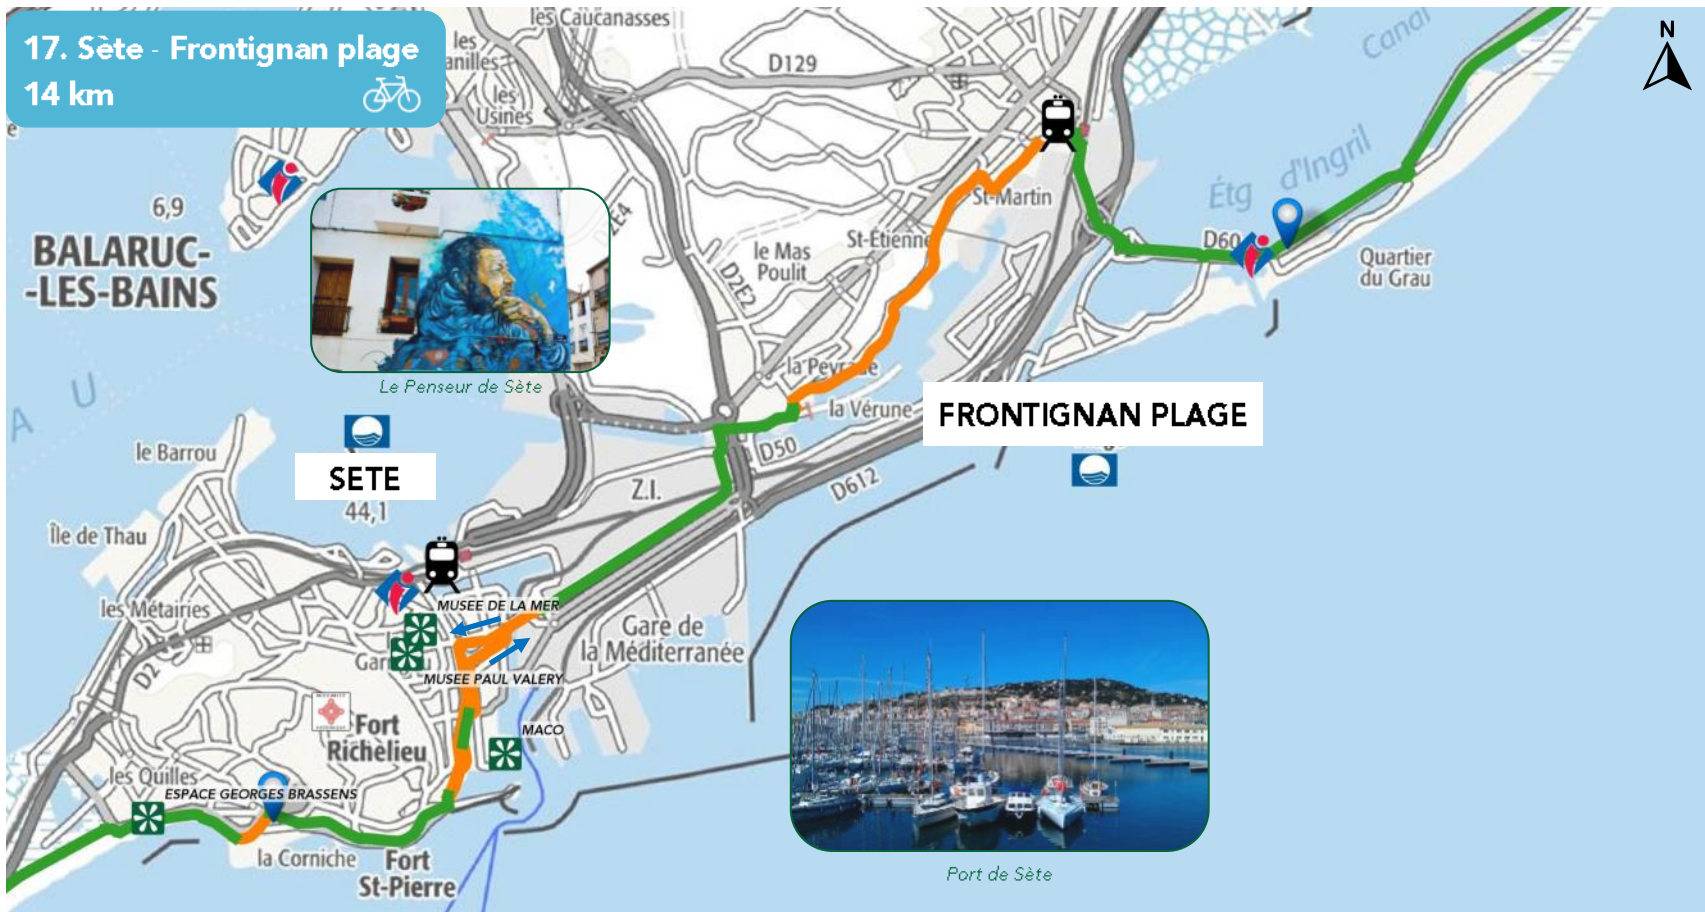 17. Sète - Frontignan plage
14 km
N
les Caucanasses
les
anilles
les
Usines
D129
Canal
Étg d'Ingril
6,9
BALARUC-
-LES-BAINS
D2E4
St-Martin
St-Étienne
le Mas
Poulit
D2E2
D60
Quartier
du Grau
A U
Le Penseur de Sète
la Peyrade
la Vérune
FRONTIGNAN PLAGE
le Barrou
SETE
44,1
D50
Z.I.
D612
Île de Thau
les Métairies
D2
MUSEE DE LA MER
Gare de
la Méditerranée
MUSEE PAUL VALERY
Fort
Richelieu
MACO
les Quilles
ESPACE GEORGES BRASSENS
la Corniche
Fort
St-Pierre
Port de Sète